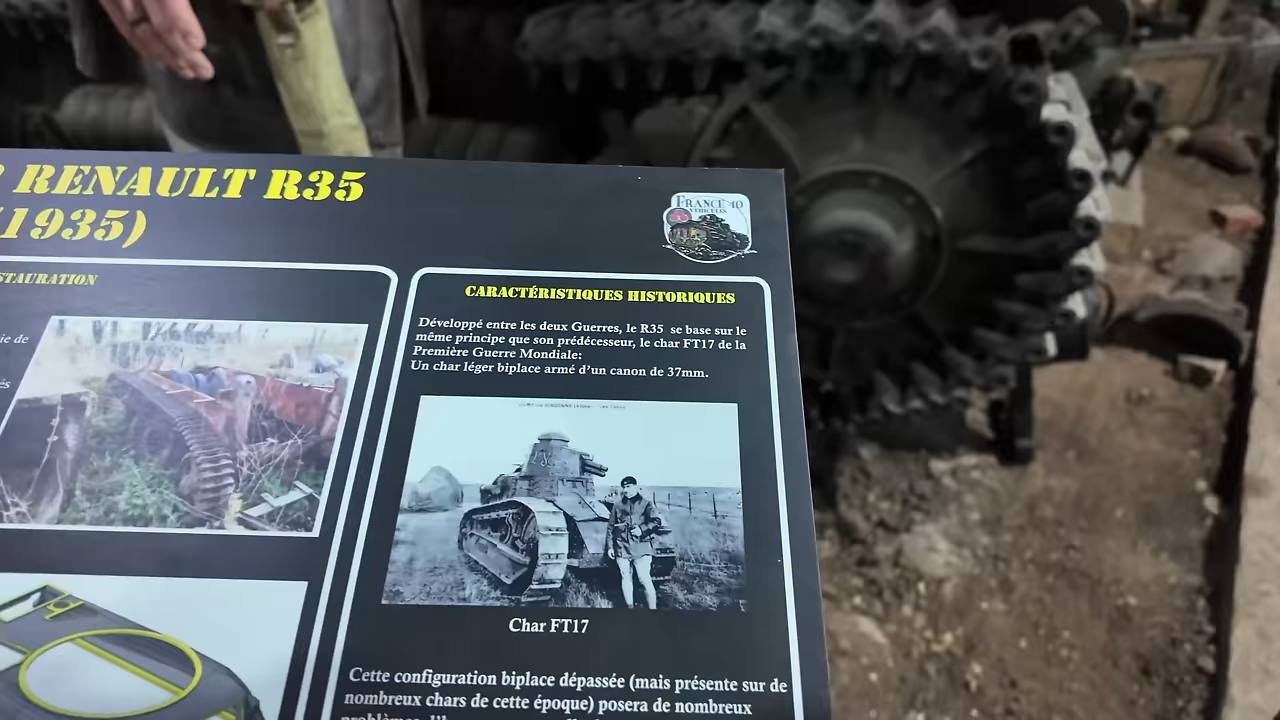 RENAULT R35
(1935)
FRANCE 40
VEHICULES
STAURATION
ie de
ès
CARACTÉRISTIQUES HISTORIQUES
Développé entre les deux Guerres, le R35 se base sur le
même principe que son prédécesseur, le char FT17 de la
Première Guerre Mondiale:
Un char léger biplace armé d'un canon de 37mm.
Char FT17
Cette configuration biplace dépassée (mais présente sur de
nombreux chars de cette époque) posera de nombreux